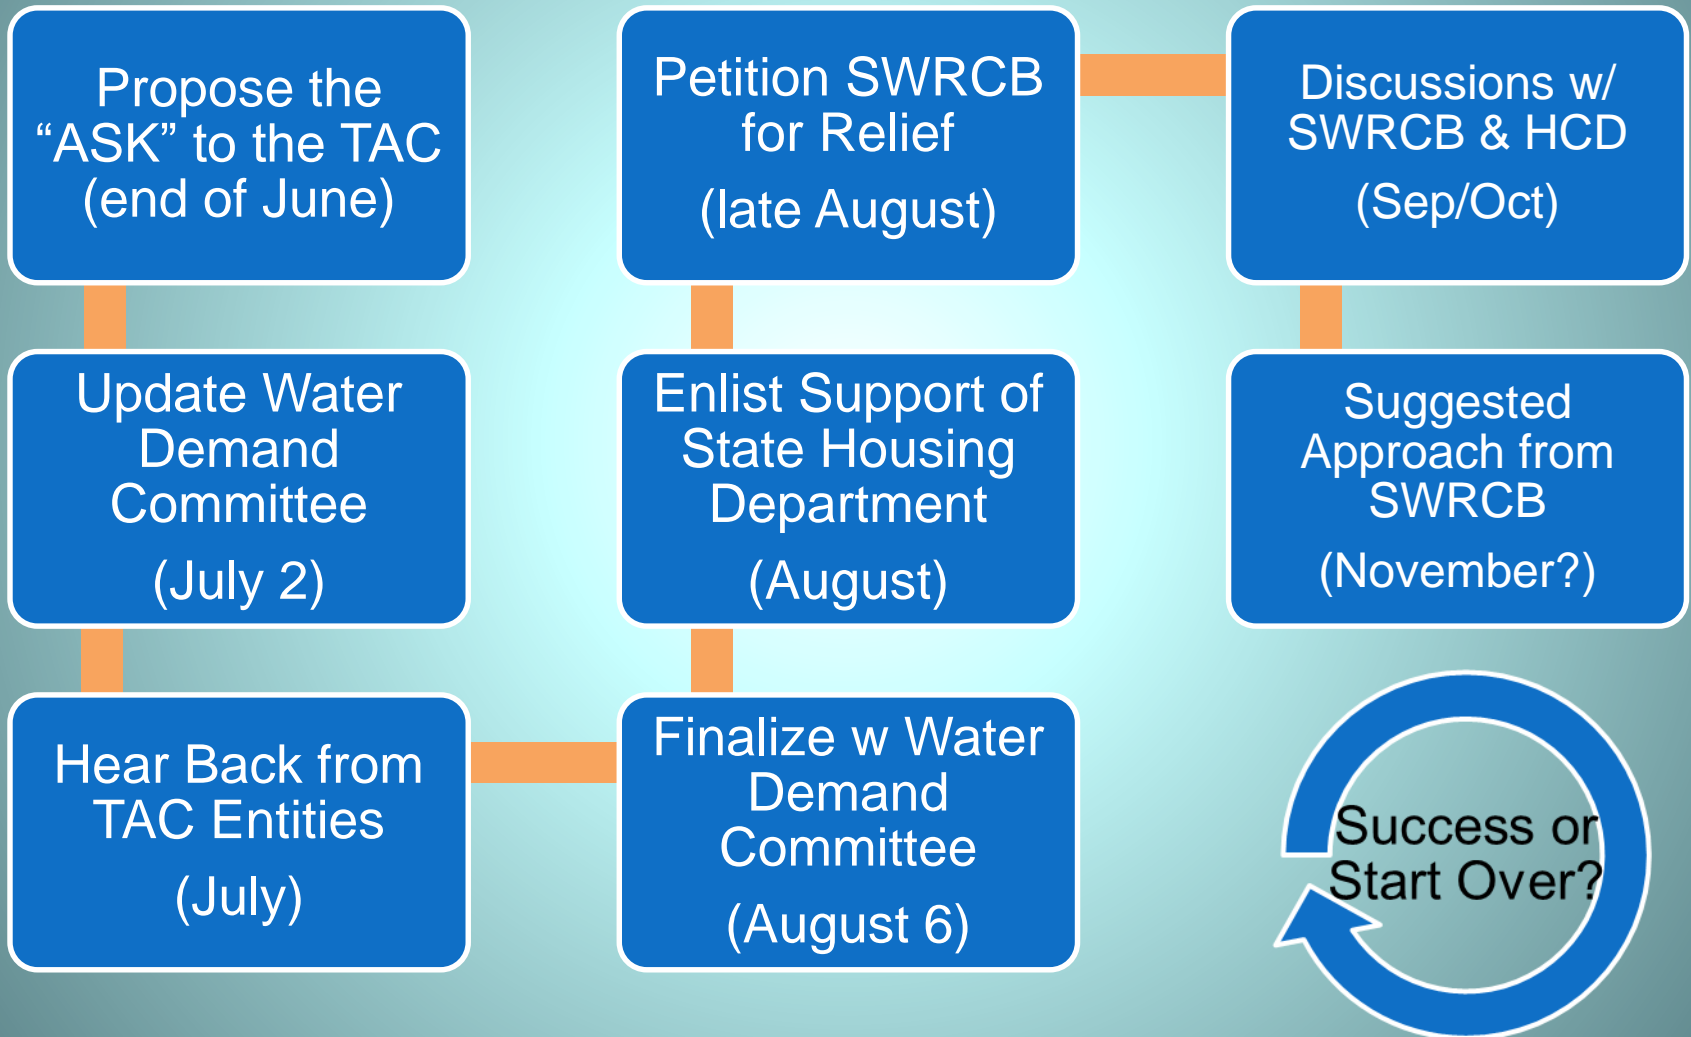 Propose the
“ASK” to the TAC
(end of June)
Update Water
Demand
Committee
(July 2)
Hear Back from
TAC Entities
(July)
Finalize w Water
Demand
Committee
(August 6)
Enlist Support of
State Housing
Department
(August)
Petition SWRCB
for Relief
(late August)
Discussions w/
SWRCB & HCD
(Sep/Oct)
Suggested
Approach from
SWRCB
(November?)
Success or
Start Over?